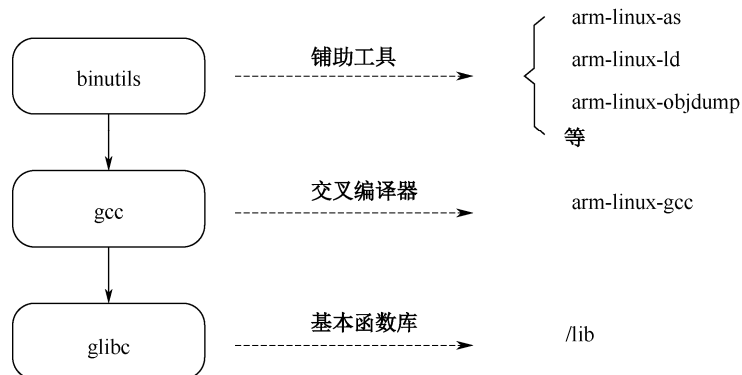 binutils
铺助工具
arm-linux-as
arm-linux-ld
arm-linux-objdump
等
gcc
交叉编译器
arm-linux-gcc
glibc
基本函数库
/lib